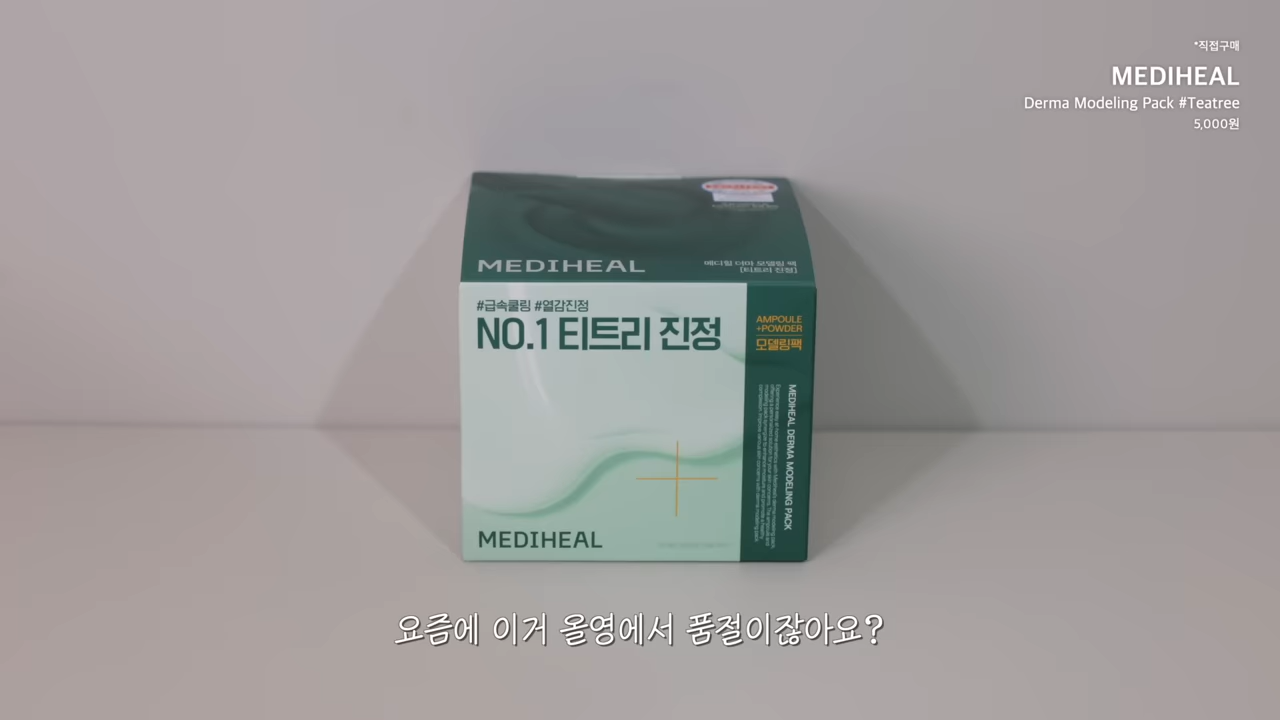 *직접구매
MEDIHEAL
Derma Modeling Pack #Teatree
5,000원
MEDIHEAL
메디힐 더마 모델링 팩
[티트리 진정]
#급속쿨링 #열감진정
NO.1 티트리 진정
AMPOULE
+POWDER
모델링팩
MEDIHEAL DERMA MODELING PACK
MEDIHEAL
요즘에 이거 올영에서 품절이잖아요?